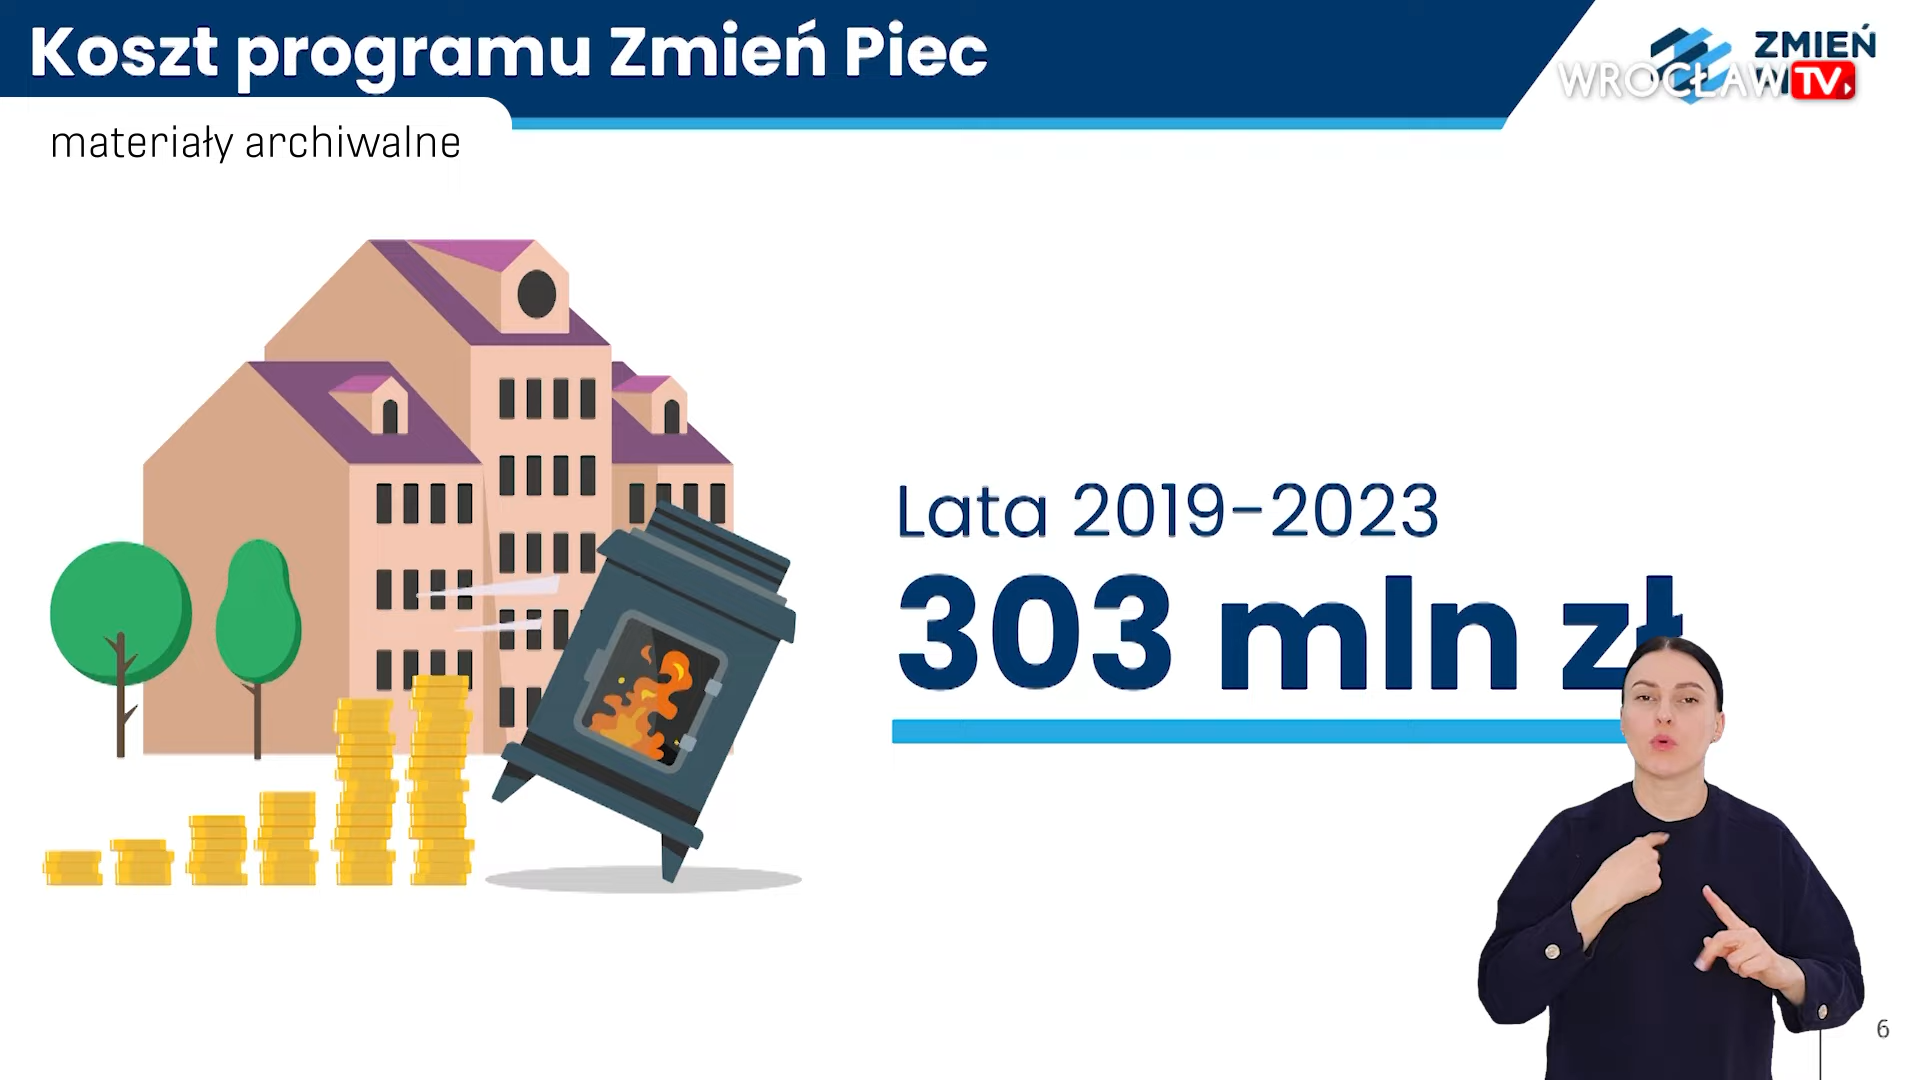 Koszt programu Zmień Piec
ZMIEŃ
WROCŁAW TV
materiały archiwalne
Lata 2019-2023
303 mln zł
6